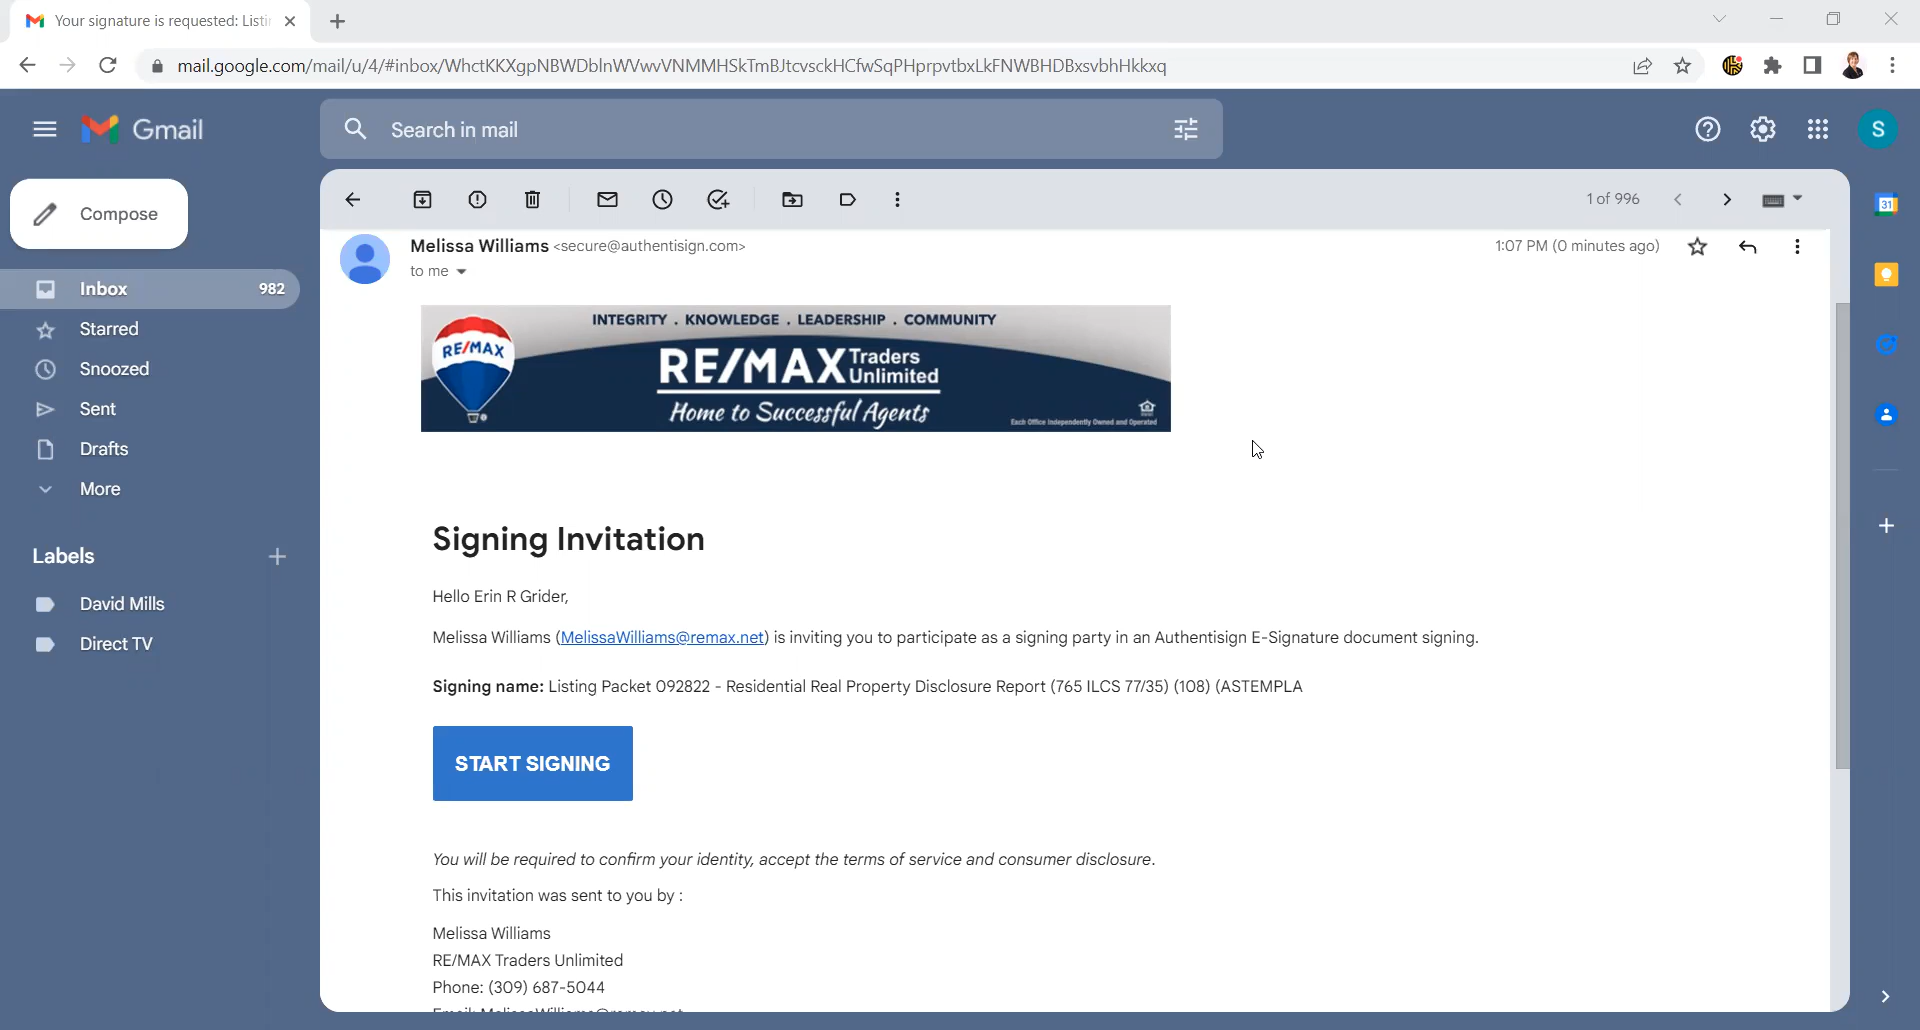 Your signature is requested: Listi
mail.google.com/mail/u/4/#inbox/WhctKKXgpNBWDblnWVwvVNMMHSkTmBJtcvsckHCfwSqPHprpvtbxLkFNWBHDBxsvbhHkkxq
Gmail
Search in mail
S
Compose
1 of 996
31
Inbox 982
Starred
Snoozed
Sent
Drafts
More
Labels
David Mills
Direct TV
Melissa Williams <secure@authentisign.com>
1:07 PM (0 minutes ago)
to me
INTEGRITY . KNOWLEDGE . LEADERSHIP . COMMUNITY
RE/MAX
RE/MAX Traders Unlimited
Home to Successful Agents
Each Office Independently Owned and Operated
Signing Invitation
Hello Erin R Grider,
Melissa Williams (MelissaWilliams@remax.net) is inviting you to participate as a signing party in an Authentisign E-Signature document signing.
Signing name: Listing Packet 092822 - Residential Real Property Disclosure Report (765 ILCS 77/35) (108) (ASTEMPLA
START SIGNING
You will be required to confirm your identity, accept the terms of service and consumer disclosure.
This invitation was sent to you by :
Melissa Williams
RE/MAX Traders Unlimited
Phone: (309) 687-5044